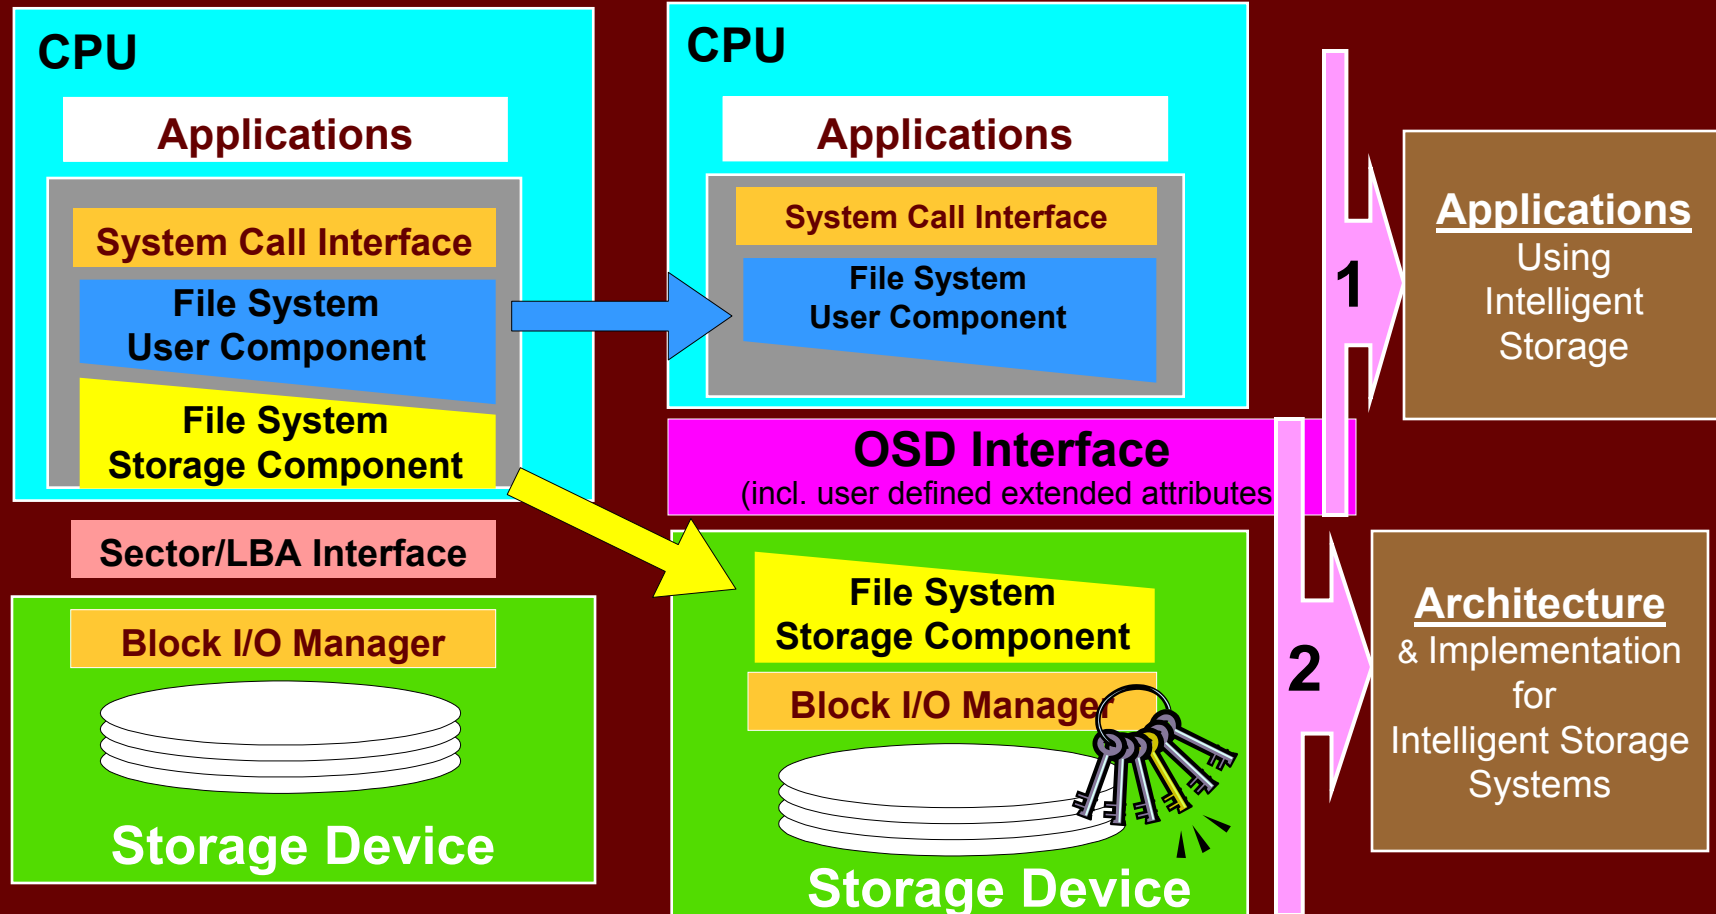 CPU
Applications
System Call Interface
File System
User Component
File System
Storage Component
Sector/LBA Interface
Block I/O Manager
Storage Device
CPU
Applications
System Call Interface
File System
User Component
OSD Interface
(incl. user defined extended attributes
File System
Storage Component
Block I/O Manager
Storage Device
1
Applications
Using
Intelligent
Storage
2
Architecture
& Implementation
for
Intelligent Storage
Systems